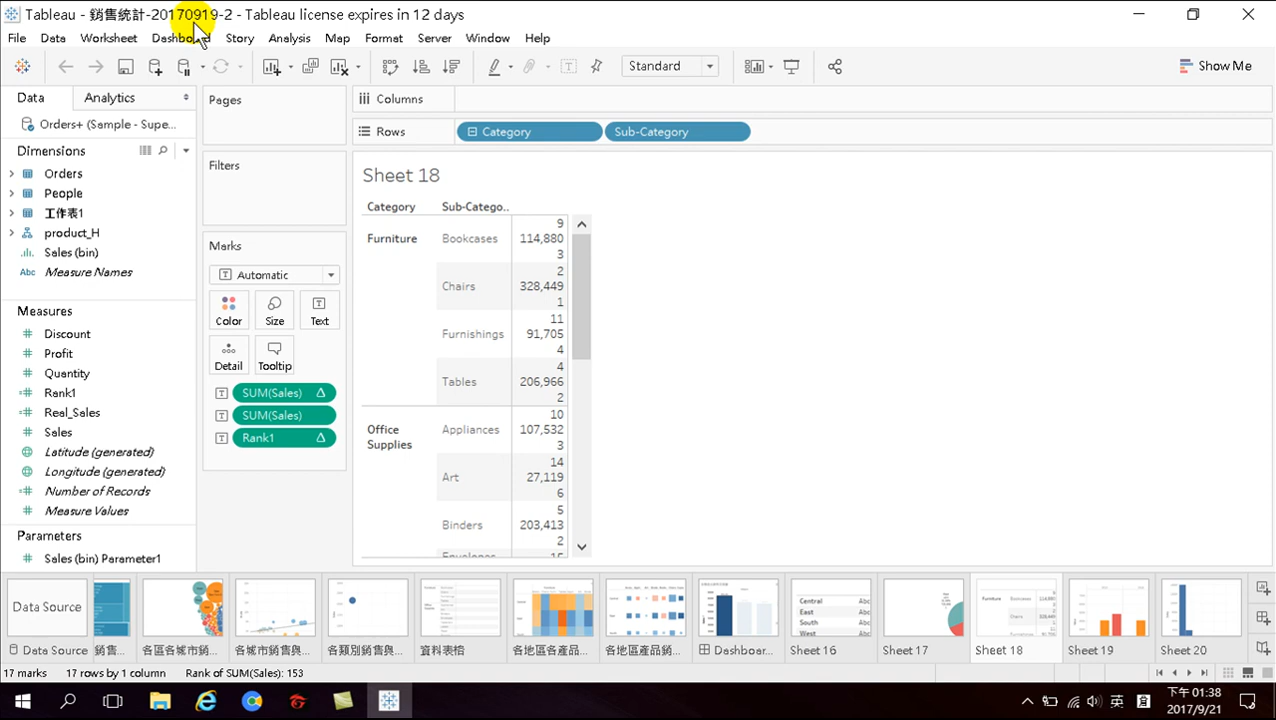 Tableau - 銷售統計-20170919-2 - Tableau license expires in 12 days
File Data Worksheet Dashboard Story Analysis Map Format Server Window Help
Standard
Show Me
Data Analytics
Orders+ (Sample - Supe...
Dimensions
Orders
People
工作表1
product_H
Sales (bin)
Abc Measure Names
Measures
Discount
Profit
Quantity
Rank1
Real_Sales
Sales
Latitude (generated)
Longitude (generated)
Number of Records
Measure Values
Parameters
Sales (bin) Parameter1
Pages
Filters
Marks
Automatic
Color Size Text
Detail Tooltip
SUM(Sales)
SUM(Sales)
Rank1
Columns
Rows Category Sub-Category
Sheet 18
Category Sub-Catego..
9
Furniture Bookcases 114,880
3
2
Chairs 328,449
1
11
Furnishings 91,705
4
4
Tables 206,966
2
10
Office Supplies Appliances 107,532
3
14
Art 27,119
6
5
Binders 203,413
2
Envelopes 15
Data Source
Central Abc
East Abc
South Abc
West Abc
Data Source 銷售... 各區各城市銷... 各城市銷售與... 各類別銷售與... 資料表格 各地區各產品... 各地區產品銷... Dashboar... Sheet 16 Sheet 17 Sheet 18 Sheet 19 Sheet 20
17 marks 17 rows by 1 column Rank of SUM(Sales): 153
英
下午 01:38
2017/9/21